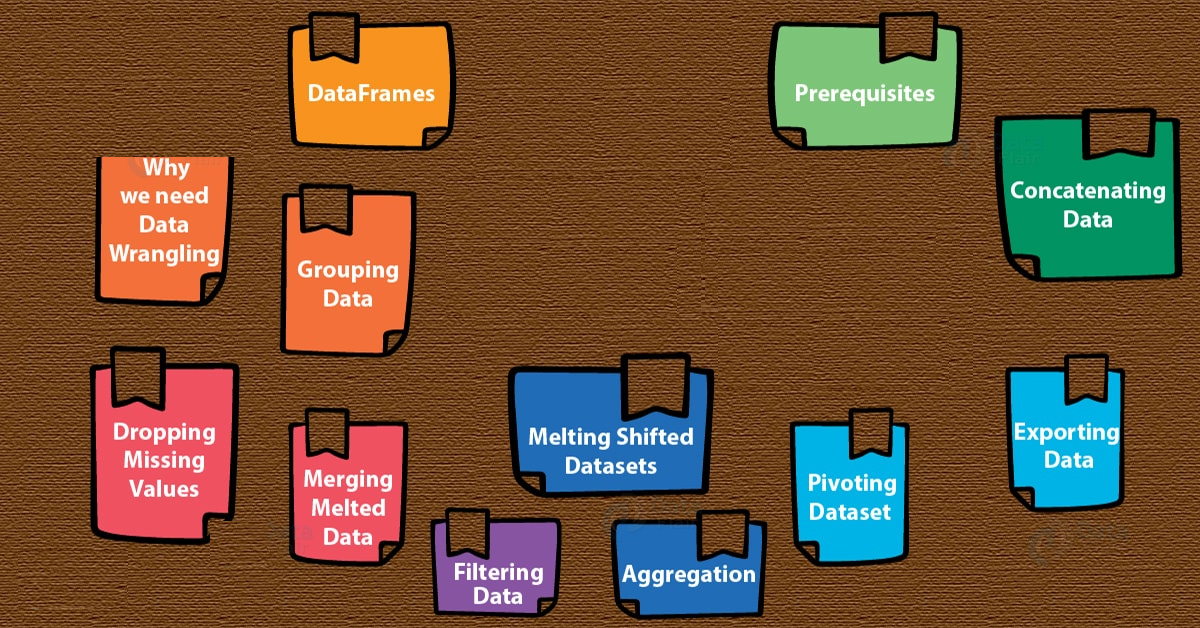 DataFrames
Prerequisites
Why
we need
Data
Wrangling
Grouping
Data
Concatenating
Data
Dropping
Missing
Values
Merging
Melted
Data
Melting Shifted
Datasets
Pivoting
Dataset
Exporting
Data
Filtering
Data
Aggregation